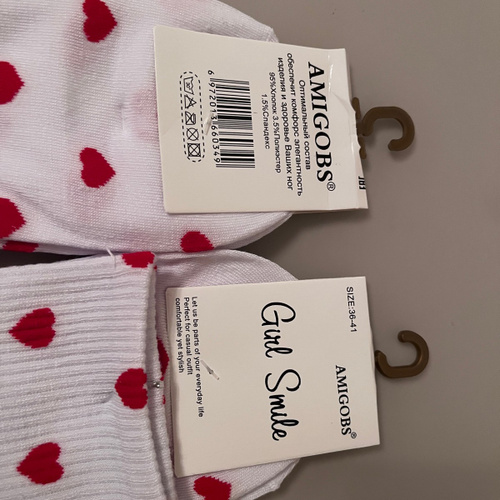 AMIGOBS®
Оптимальный состав
обеспечит комфорс элегантность
изделия и здоровье Ваших ног
95%Хлопок 3.5%Полиэстер
1.5%Спандекс
6 972013 660349
SIZE:36-41
AMIGOBS®
Girl Smile
Let us be parts of your everyday life
Perfect for casual outfit
comfortable yet stylish